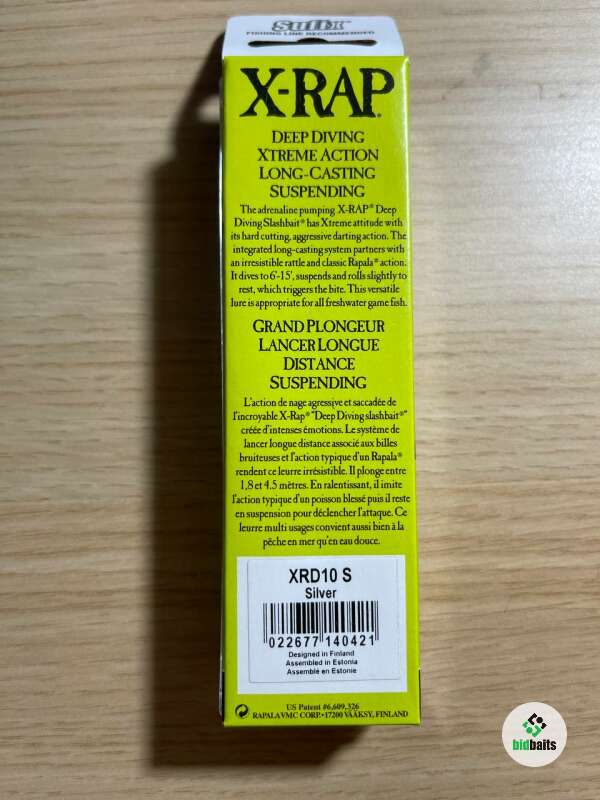 Sufix
FISHING LINE RECOMMENDED
X-RAP®
DEEP DIVING
XTREME ACTION
LONG-CASTING
SUSPENDING
The adrenaline pumping X-RAP® Deep
Diving Slashbait® has Xtreme attitude with
its hard cutting, aggressive darting action. The
integrated long-casting system partners with
an irresistible rattle and classic Rapala® action.
It dives to 6'-15', suspends and rolls slightly to
rest, which triggers the bite. This versatile
lure is appropriate for all freshwater game fish.
GRAND PLONGEUR
LANCER LONGUE
DISTANCE
SUSPENDING
L'action de nage agressive et saccadée de
l'incroyable X-Rap® "Deep Diving slashbait®"
créée d'intenses émotions. Le système de
lancer longue distance associé aux billes
bruiteuses et l'action typique d'un Rapala®
rendent ce leurre irrésistible. Il plonge entre
1,8 et 4.5 mètres. En ralentissant, il imite
l'action typique d'un poisson blessé puis il reste
en suspension pour déclencher l'attaque. Ce
leurre multi usages convient aussi bien à la
pêche en mer qu'en eau douce.
XRD10 S
Silver
022677 140421
Designed in Finland
Assembled in Estonia
Assemblé en Estonie
US Patent #6,609,326
RAPALA VMC CORP.•17200 VÄÄKSY, FINLAND
bidbaits